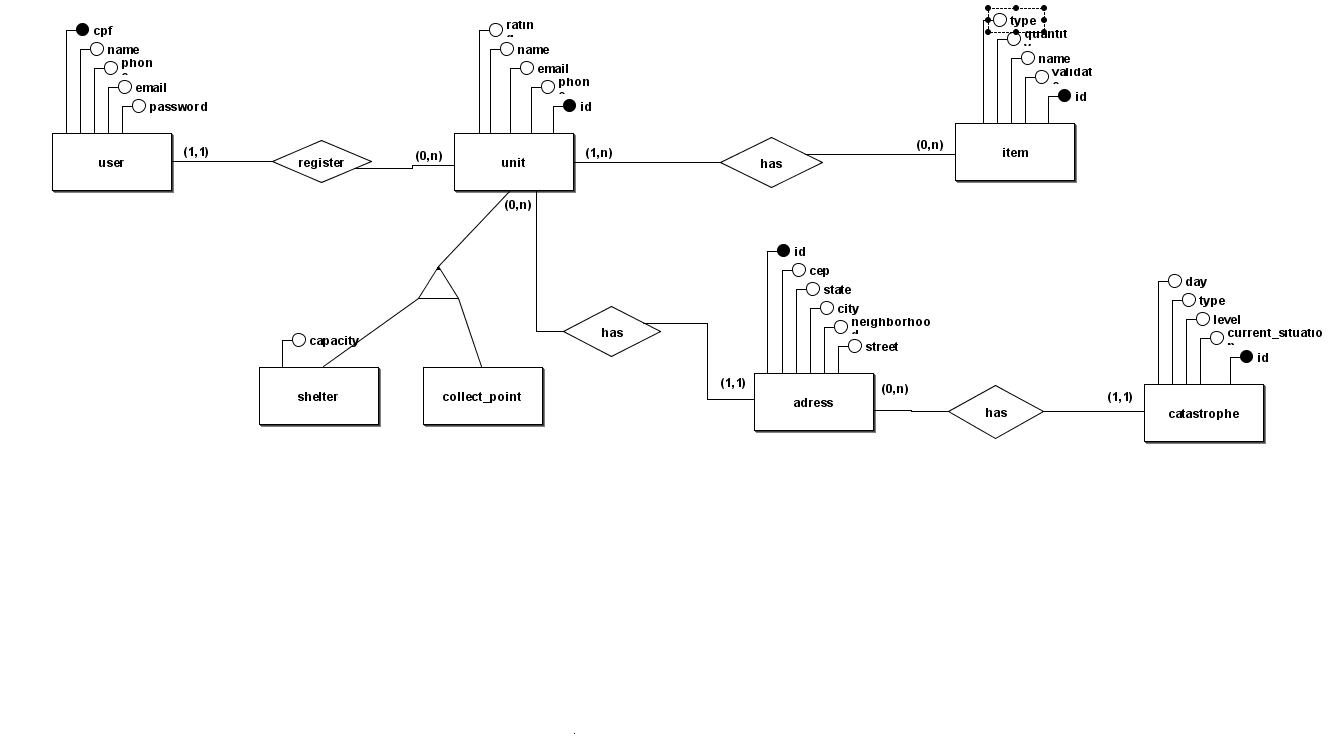 cpf
name
phon
email
password
user
(1,1)
register
(0,n)
ratin
name
email
phon
id
unit
(0,n)
(1,n)
has
(0,n)
type
quantit
name
validat
id
item
capacity
shelter
collect_point
has
(1,1)
id
cep
state
city
neighborhoo
street
adress
(0,n)
has
(1,1)
day
type
level
current_situatio
id
catastrophe